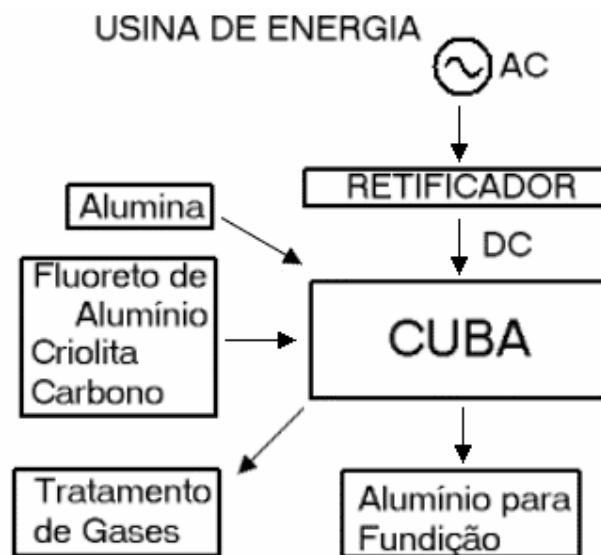 USINA DE ENERGIA
AC
RETIFICADOR
Alumina
DC
Fluoreto de
Alumínio
Criolita
Carbono
CUBA
Tratamento
de Gases
Alumínio para
Fundição